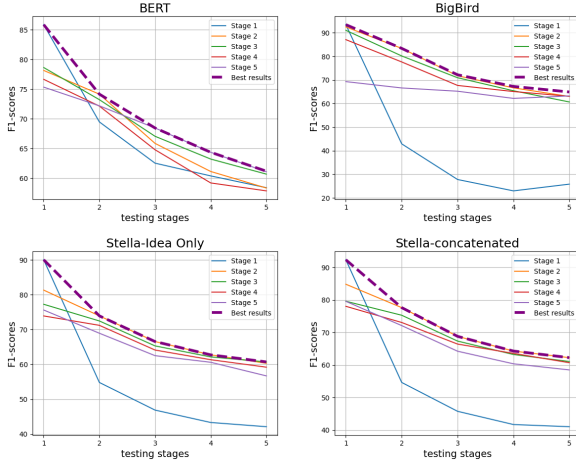 BERT
F1-scores
85
80
75
70
65
60
1 2 3 4 5
testing stages
Stage 1
Stage 2
Stage 3
Stage 4
Stage 5
Best results
BigBird
F1-scores
90
80
70
60
50
40
30
20
1 2 3 4 5
testing stages
Stage 1
Stage 2
Stage 3
Stage 4
Stage 5
Best results
Stella-Idea Only
F1-scores
90
80
70
60
50
40
1 2 3 4 5
testing stages
Stage 1
Stage 2
Stage 3
Stage 4
Stage 5
Best results
Stella-concatenated
F1-scores
90
80
70
60
50
40
1 2 3 4 5
testing stages
Stage 1
Stage 2
Stage 3
Stage 4
Stage 5
Best results